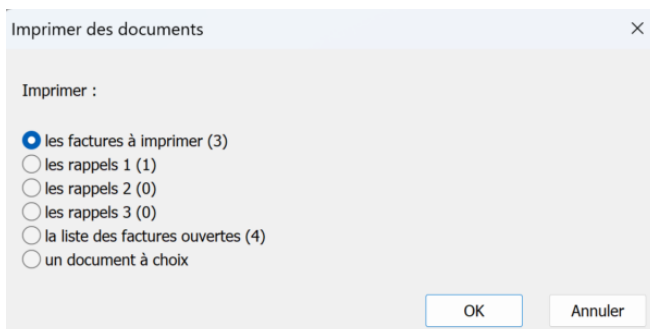 Imprimer des documents
Imprimer :
les factures à imprimer (3)
les rappels 1 (1)
les rappels 2 (0)
les rappels 3 (0)
la liste des factures ouvertes (4)
un document à choix
OK Annuler